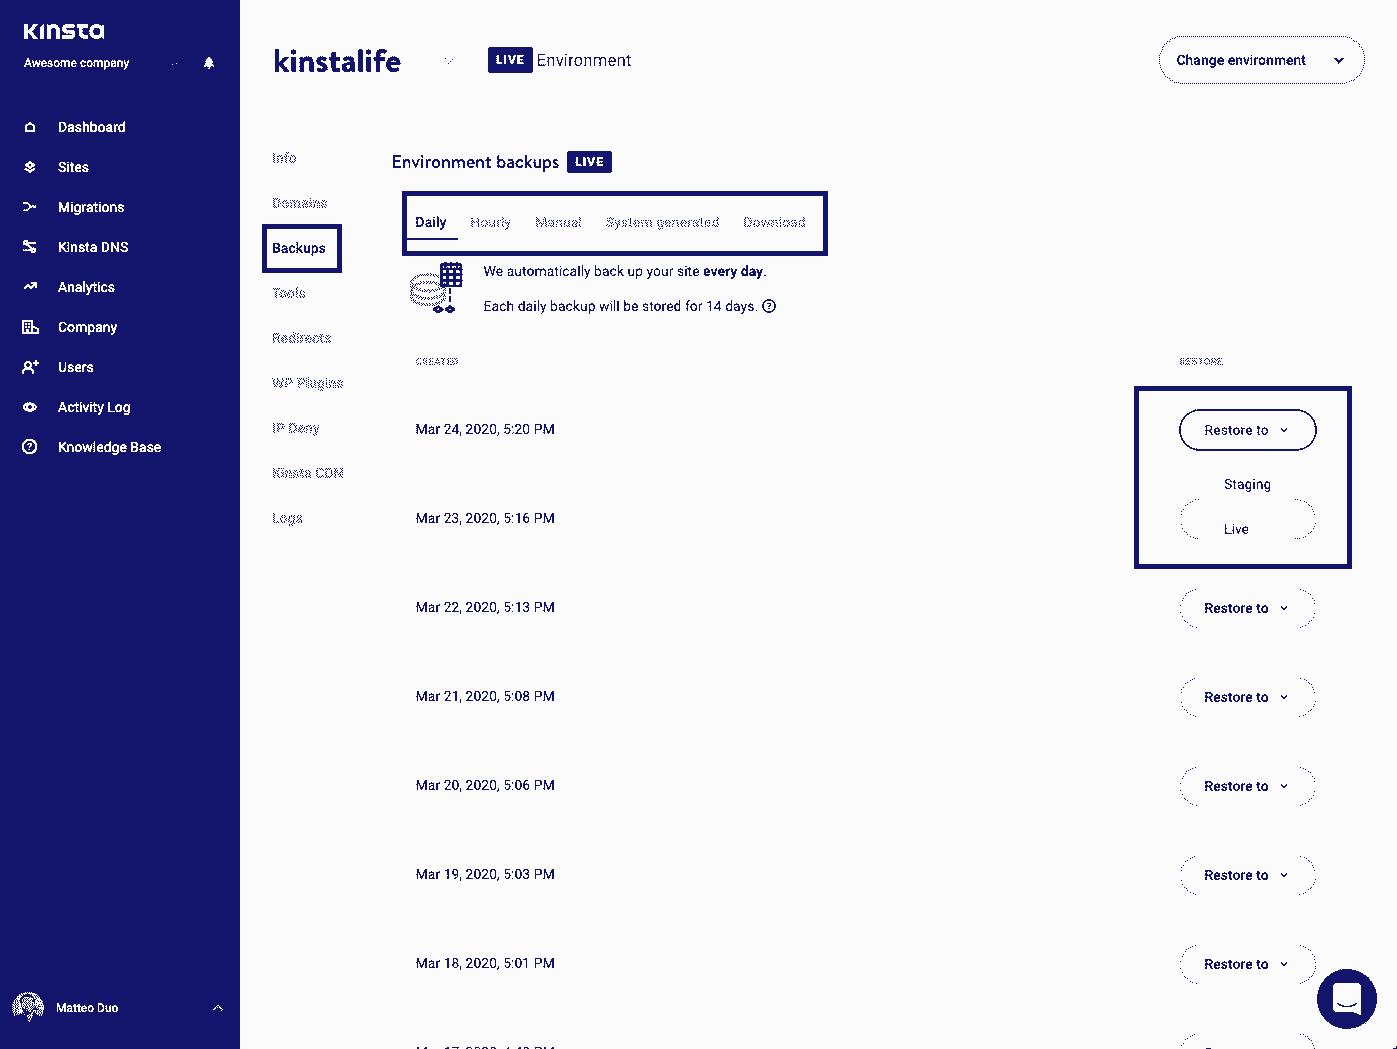 Kinsta
Awesome company
Dashboard
Sites
Migrations
Kinsta DNS
Analytics
Company
Users
Activity Log
Knowledge Base
Matteo Duo
kinstalife
LIVE Environment
Change environment
Info
Domains
Backups
Tools
Redirects
WP Plugins
IP Deny
Kinsta CDN
Logs
Environment backups LIVE
Daily Hourly Manual System generated Download
We automatically back up your site every day.
Each daily backup will be stored for 14 days.
CREATED RESTORE
Mar 24, 2020, 5:20 PM Restore to
Staging
Mar 23, 2020, 5:16 PM
Live
Mar 22, 2020, 5:13 PM Restore to
Mar 21, 2020, 5:08 PM Restore to
Mar 20, 2020, 5:06 PM Restore to
Mar 19, 2020, 5:03 PM Restore to
Mar 18, 2020, 5:01 PM Restore to